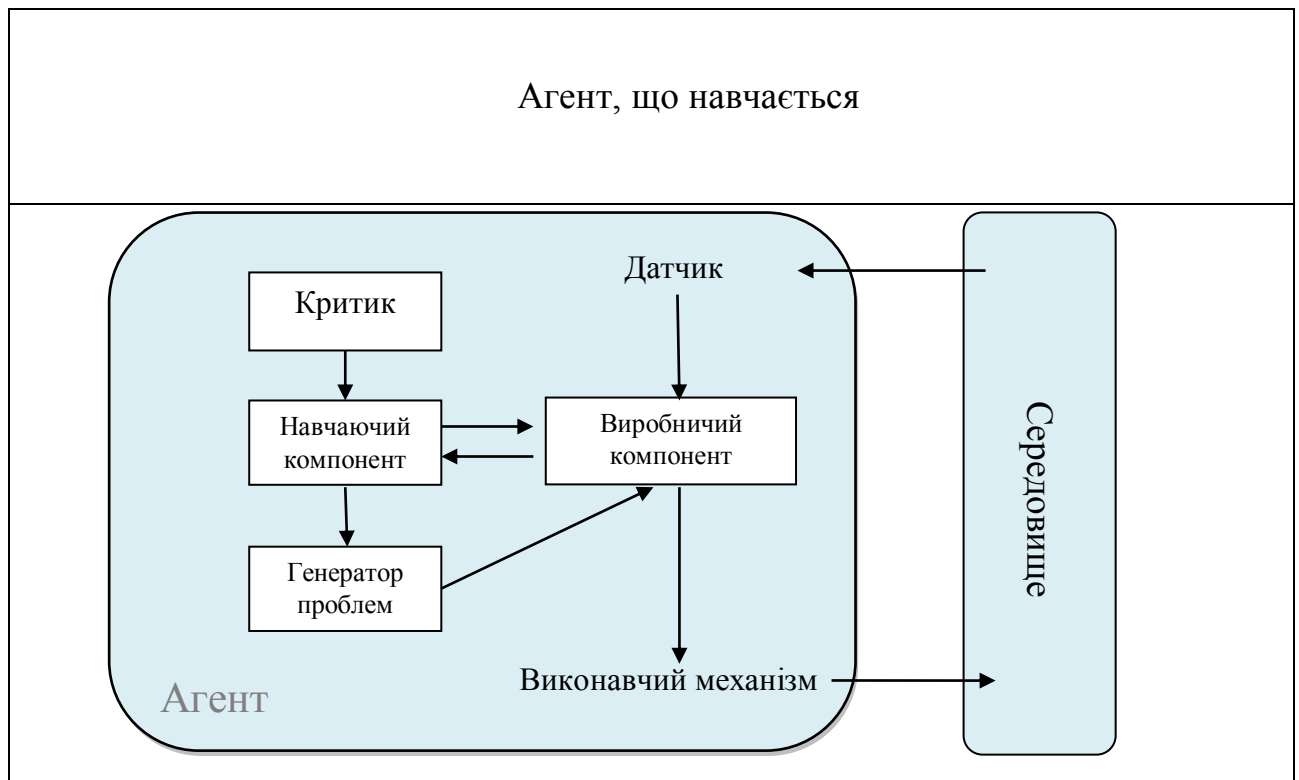 Агент, що навчається
Датчик
Критик
Навчаючий
компонент
Виробничий
компонент
Генератор
проблем
Виконавчий механізм
Агент
Середовище